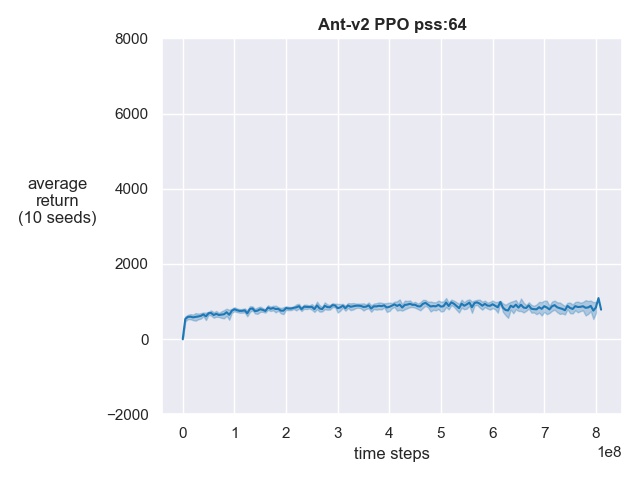 Ant-v2 PPO pss:64
8000
6000
4000
2000
0
−2000
average
return
(10 seeds)
0 1 2 3 4 5 6 7 8
1e8
time steps